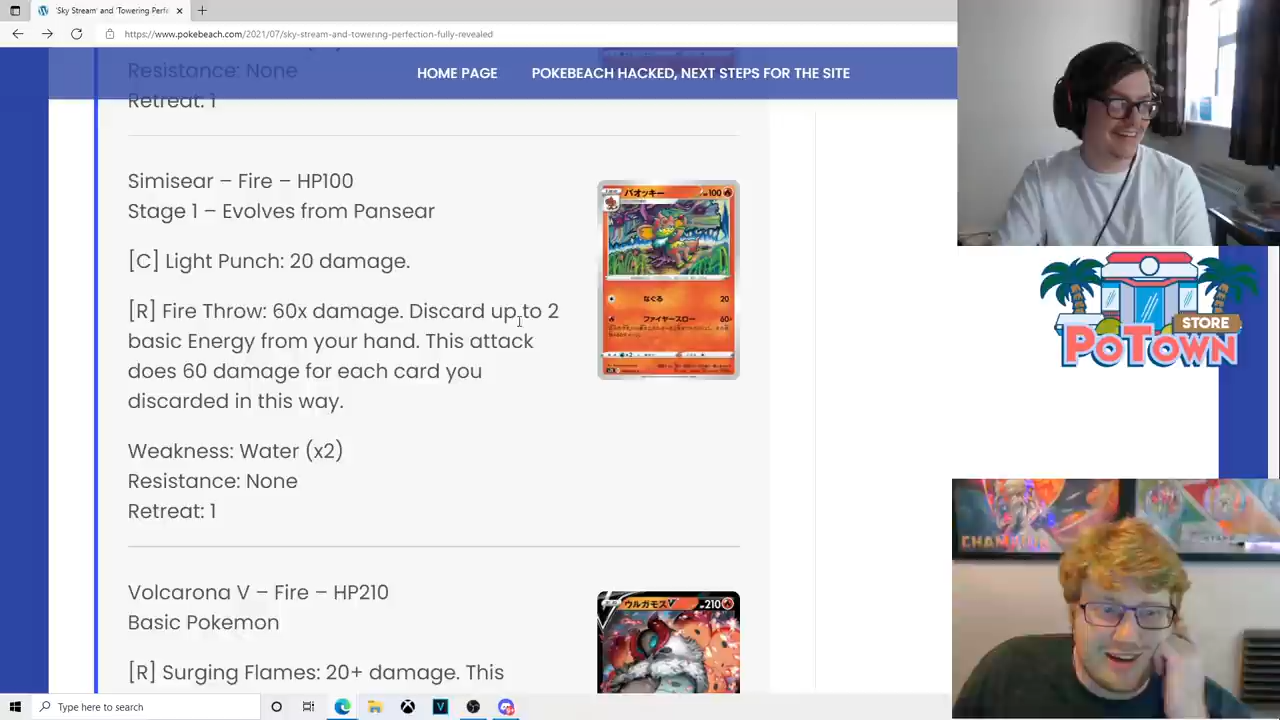 'Sky Stream' and 'Towering Perfe
https://www.pokebeach.com/2021/07/sky-stream-and-towering-perfection-fully-revealed
HOME PAGE
POKEBEACH HACKED, NEXT STEPS FOR THE SITE
Resistance: None
Retreat: 1
Simisear – Fire – HP100
Stage 1 – Evolves from Pansear
[C] Light Punch: 20 damage.
[R] Fire Throw: 60x damage. Discard up to 2
basic Energy from your hand. This attack
does 60 damage for each card you
discarded in this way.
Weakness: Water (x2)
Resistance: None
Retreat: 1
バオッキー
100
なぐる 20
ファイヤースロー 60×
Volcarona V – Fire – HP210
Basic Pokemon
[R] Surging Flames: 20+ damage. This
ウルガモスV
210
STORE
POTOWN
CHAMPION
Type here to search